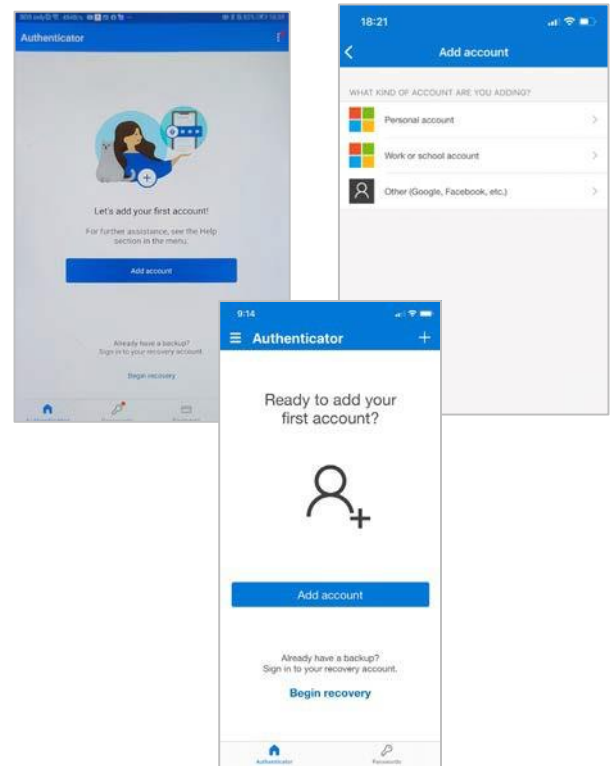 Authenticator
Let's add your first account!
For further assistance, see the Help
section in the menu.
Add account
Already have a backup?
Sign in to your recovery account.
Begin recovery
18:21
Add account
WHAT KIND OF ACCOUNT ARE YOU ADDING?
Personal account
Work or school account
Other (Google, Facebook, etc.)
9:14
Authenticator
Ready to add your
first account?
Add account
Already have a backup?
Sign in to your recovery account.
Begin recovery
Authenticator
Passwords